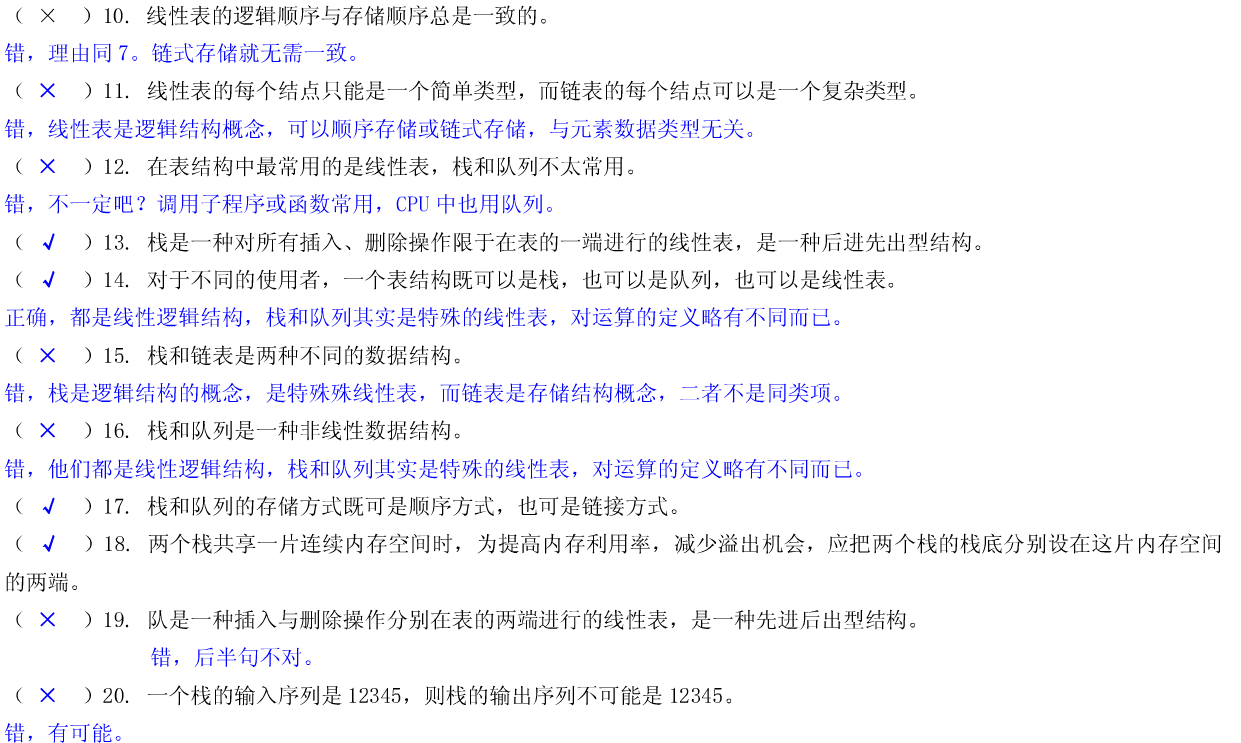 （ × ）10. 线性表的逻辑顺序与存储顺序总是一致的。
错，理由同 7。链式存储就无需一致。
（ × ）11. 线性表的每个结点只能是一个简单类型，而链表的每个结点可以是一个复杂类型。
错，线性表是逻辑结构概念，可以顺序存储或链式存储，与元素数据类型无关。
（ × ）12. 在表结构中最常用的是线性表，栈和队列不太常用。
错，不一定吧？调用子程序或函数常用，CPU 中也用队列。
（ √ ）13. 栈是一种对所有插入、删除操作限于在表的一端进行的线性表，是一种后进先出型结构。
（ √ ）14. 对于不同的使用者，一个表结构既可以是栈，也可以是队列，也可以是线性表。
正确，都是线性逻辑结构，栈和队列其实是特殊的线性表，对运算的定义略有不同而已。
（ × ）15. 栈和链表是两种不同的数据结构。
错，栈是逻辑结构的概念，是特殊殊线性表，而链表是存储结构概念，二者不是同类项。
（ × ）16. 栈和队列是一种非线性数据结构。
错，他们都是线性逻辑结构，栈和队列其实是特殊的线性表，对运算的定义略有不同而已。
（ √ ）17. 栈和队列的存储方式既可是顺序方式，也可是链接方式。
（ √ ）18. 两个栈共享一片连续内存空间时，为提高内存利用率，减少溢出机会，应把两个栈的栈底分别设在这片内存空间
的两端。
（ × ）19. 队是一种插入与删除操作分别在表的两端进行的线性表，是一种先进后出型结构。
错，后半句不对。
（ × ）20. 一个栈的输入序列是 12345，则栈的输出序列不可能是 12345。
错，有可能。